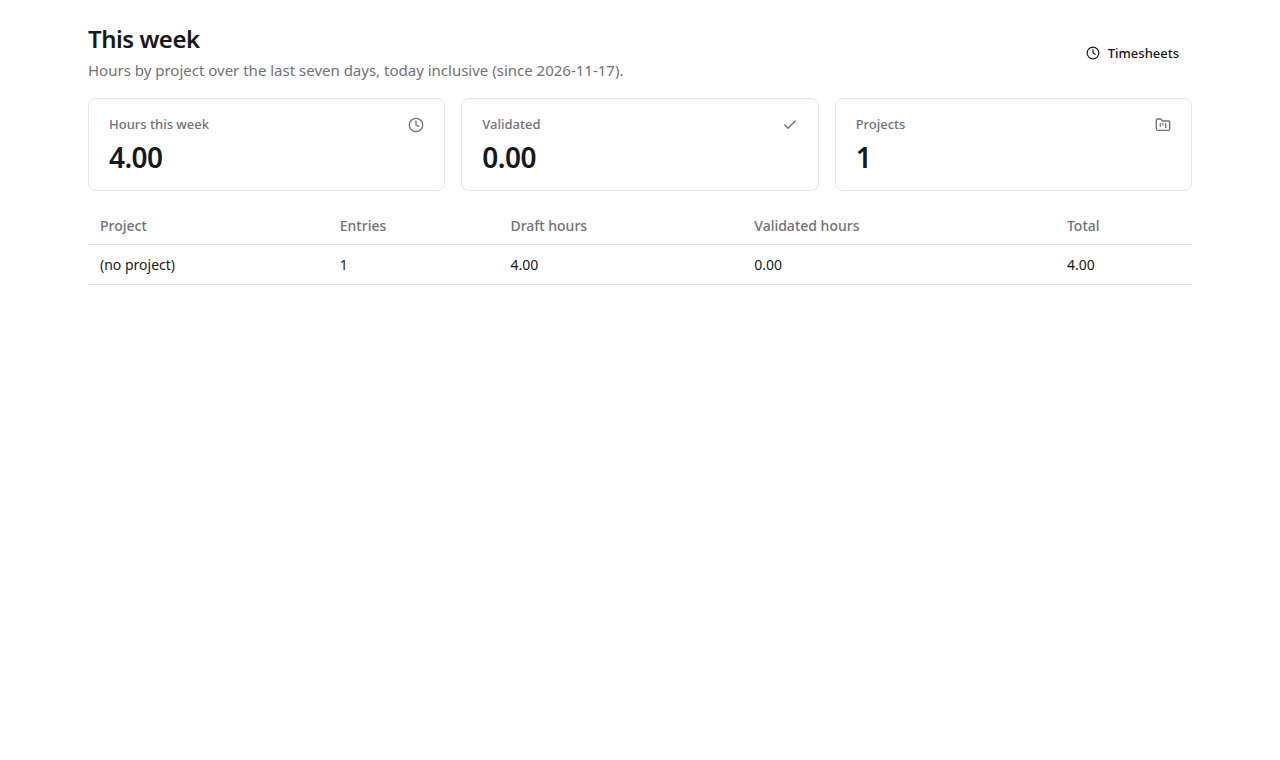 This week
Hours by project over the last seven days, today inclusive (since 2026-11-17).
Timesheets
Hours this week
4.00
Validated
0.00
Projects
1
Project Entries Draft hours Validated hours Total
(no project) 1 4.00 0.00 4.00